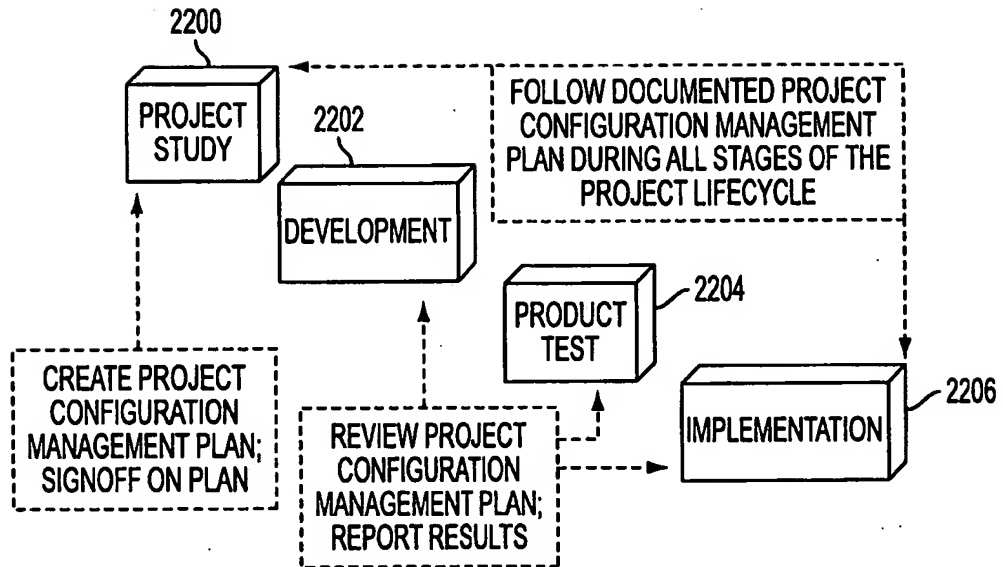 2200
PROJECT
STUDY
2202
DEVELOPMENT
FOLLOW DOCUMENTED PROJECT
CONFIGURATION MANAGEMENT
PLAN DURING ALL STAGES OF THE
PROJECT LIFECYCLE
PRODUCT
TEST
2204
CREATE PROJECT
CONFIGURATION
MANAGEMENT PLAN;
SIGNOFF ON PLAN
REVIEW PROJECT
CONFIGURATION
MANAGEMENT PLAN;
REPORT RESULTS
IMPLEMENTATION
2206